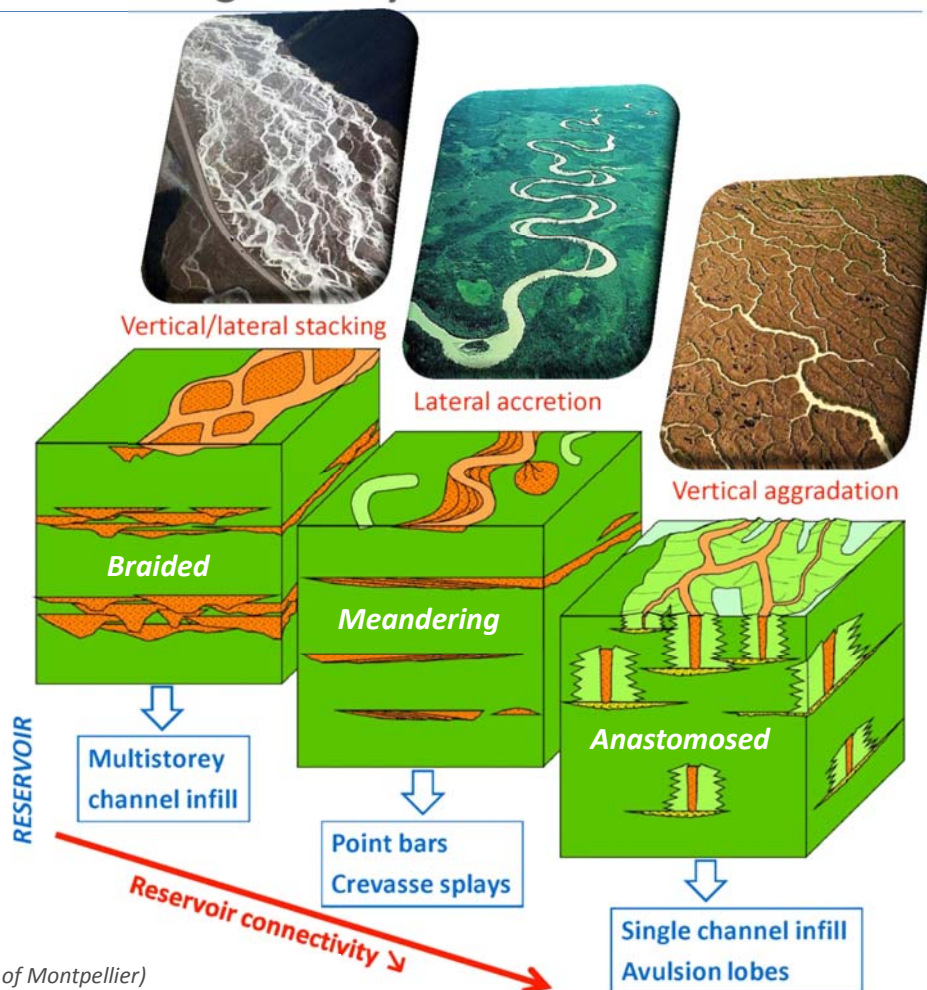 Vertical/lateral stacking
Lateral accretion
Vertical aggradation
Braided
Meandering
Anastomosed
RESERVOIR
Multistorey
channel infill
Point bars
Crevasse splays
Single channel infill
Avulsion lobes
Reservoir connectivity ↘
of Montpellier)